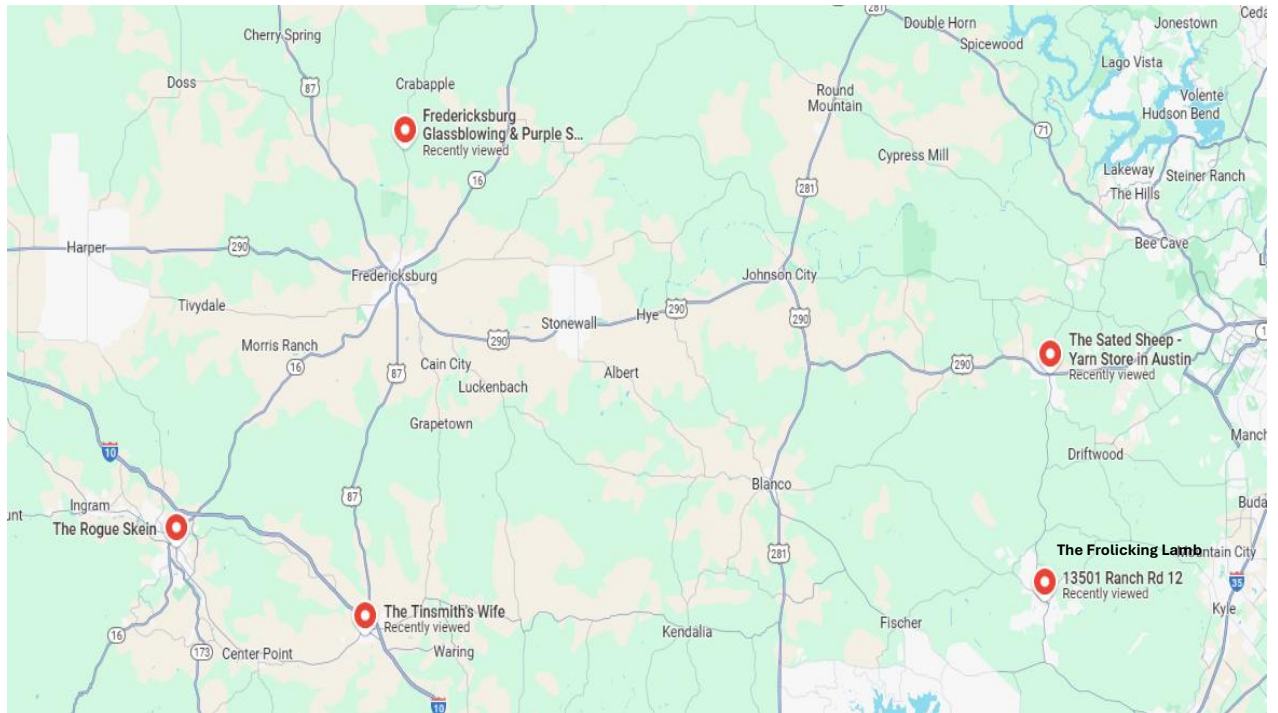 281
Double Horn
Jonestown
Ceda
Cherry Spring
Spicewood
Lago Vista
Doss
87
Crabapple
Round
Mountain
Volente
Hudson Bend
Fredericksburg
Glassblowing & Purple S...
Recently viewed
71
Cypress Mill
16
281
Lakeway
Steiner Ranch
The Hills
Harper
290
Bee Cave
Fredericksburg
Johnson City
Tivydale
290
Hye
290
Stonewall
290
Morris Ranch
16
87
Cain City
290
The Sated Sheep -
Yarn Store in Austin
Recently viewed
Luckenbach
Albert
Grapetown
Manch
10
Driftwood
87
Blanco
Ingram
unt
Buda
The Rogue Skein
281
The Frolicking Lamb
Mountain City
13501 Ranch Rd 12
Recently viewed
35
The Tinsmith's Wife
Recently viewed
Kyle
16
173
Center Point
Waring
Kendalia
Fischer
10